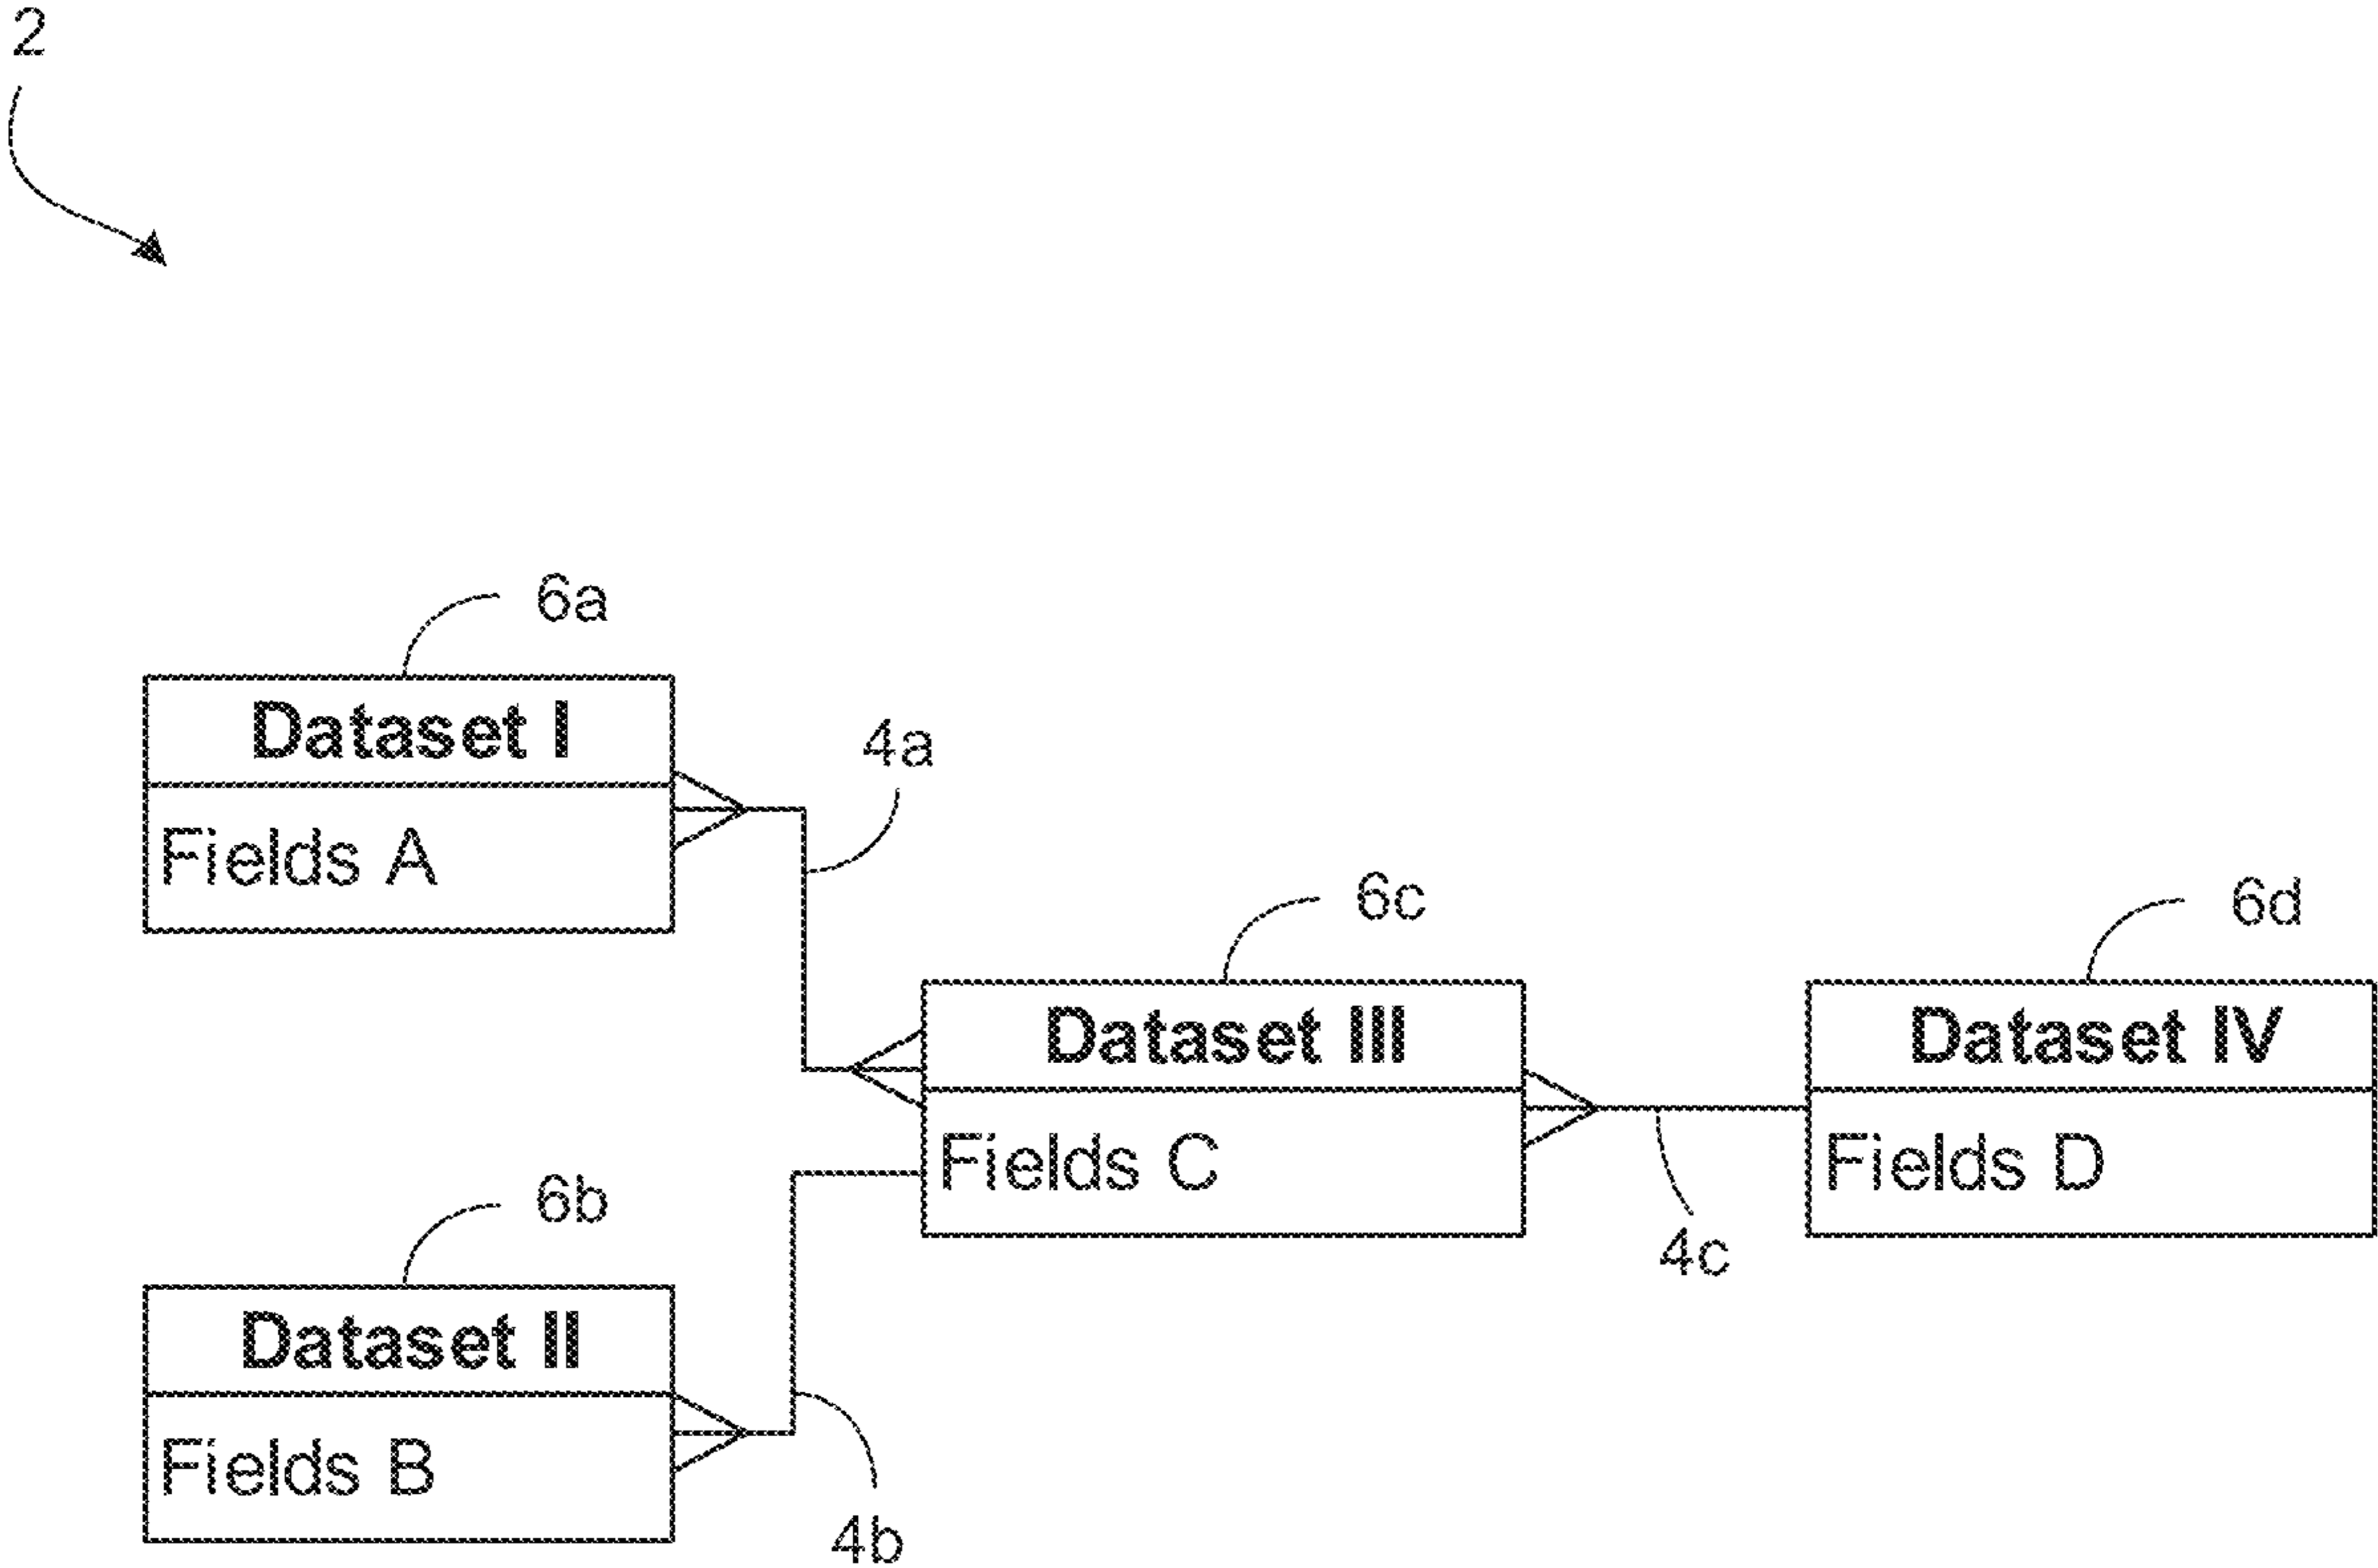 2
6a
Dataset I
4a
Fields A
6c
6d
Dataset III
Dataset IV
Fields C
Fields D
6b
4c
Dataset II
Fields B
4b